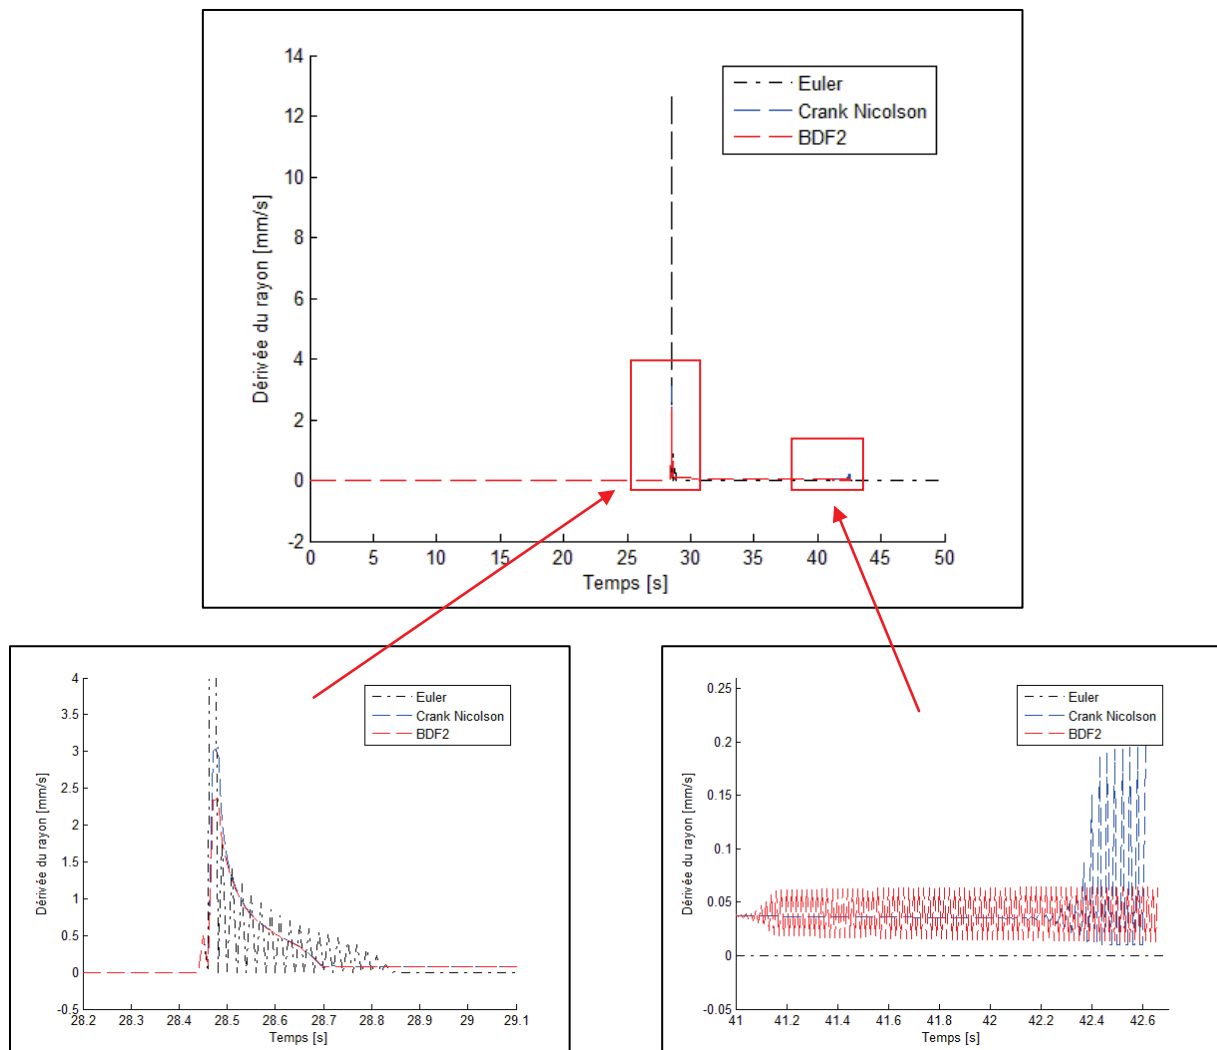 14
12
10
8
6
4
2
0
-2
Dérivée du rayon [mm/s]
Euler
Crank Nicolson
BDF2
0 5 10 15 20 25 30 35 40 45 50
Temps [s]
4
3.5
3
2.5
2
1.5
1
0.5
0
-0.5
Dérivée du rayon [mm/s]
Euler
Crank Nicolson
BDF2
28.2 28.3 28.4 28.5 28.6 28.7 28.8 28.9 29 29.1
Temps [s]
0.25
0.2
0.15
0.1
0.05
0
-0.05
Dérivée du rayon [mm/s]
Euler
Crank Nicolson
BDF2
41 41.2 41.4 41.6 41.8 42 42.2 42.4 42.6
Temps [s]